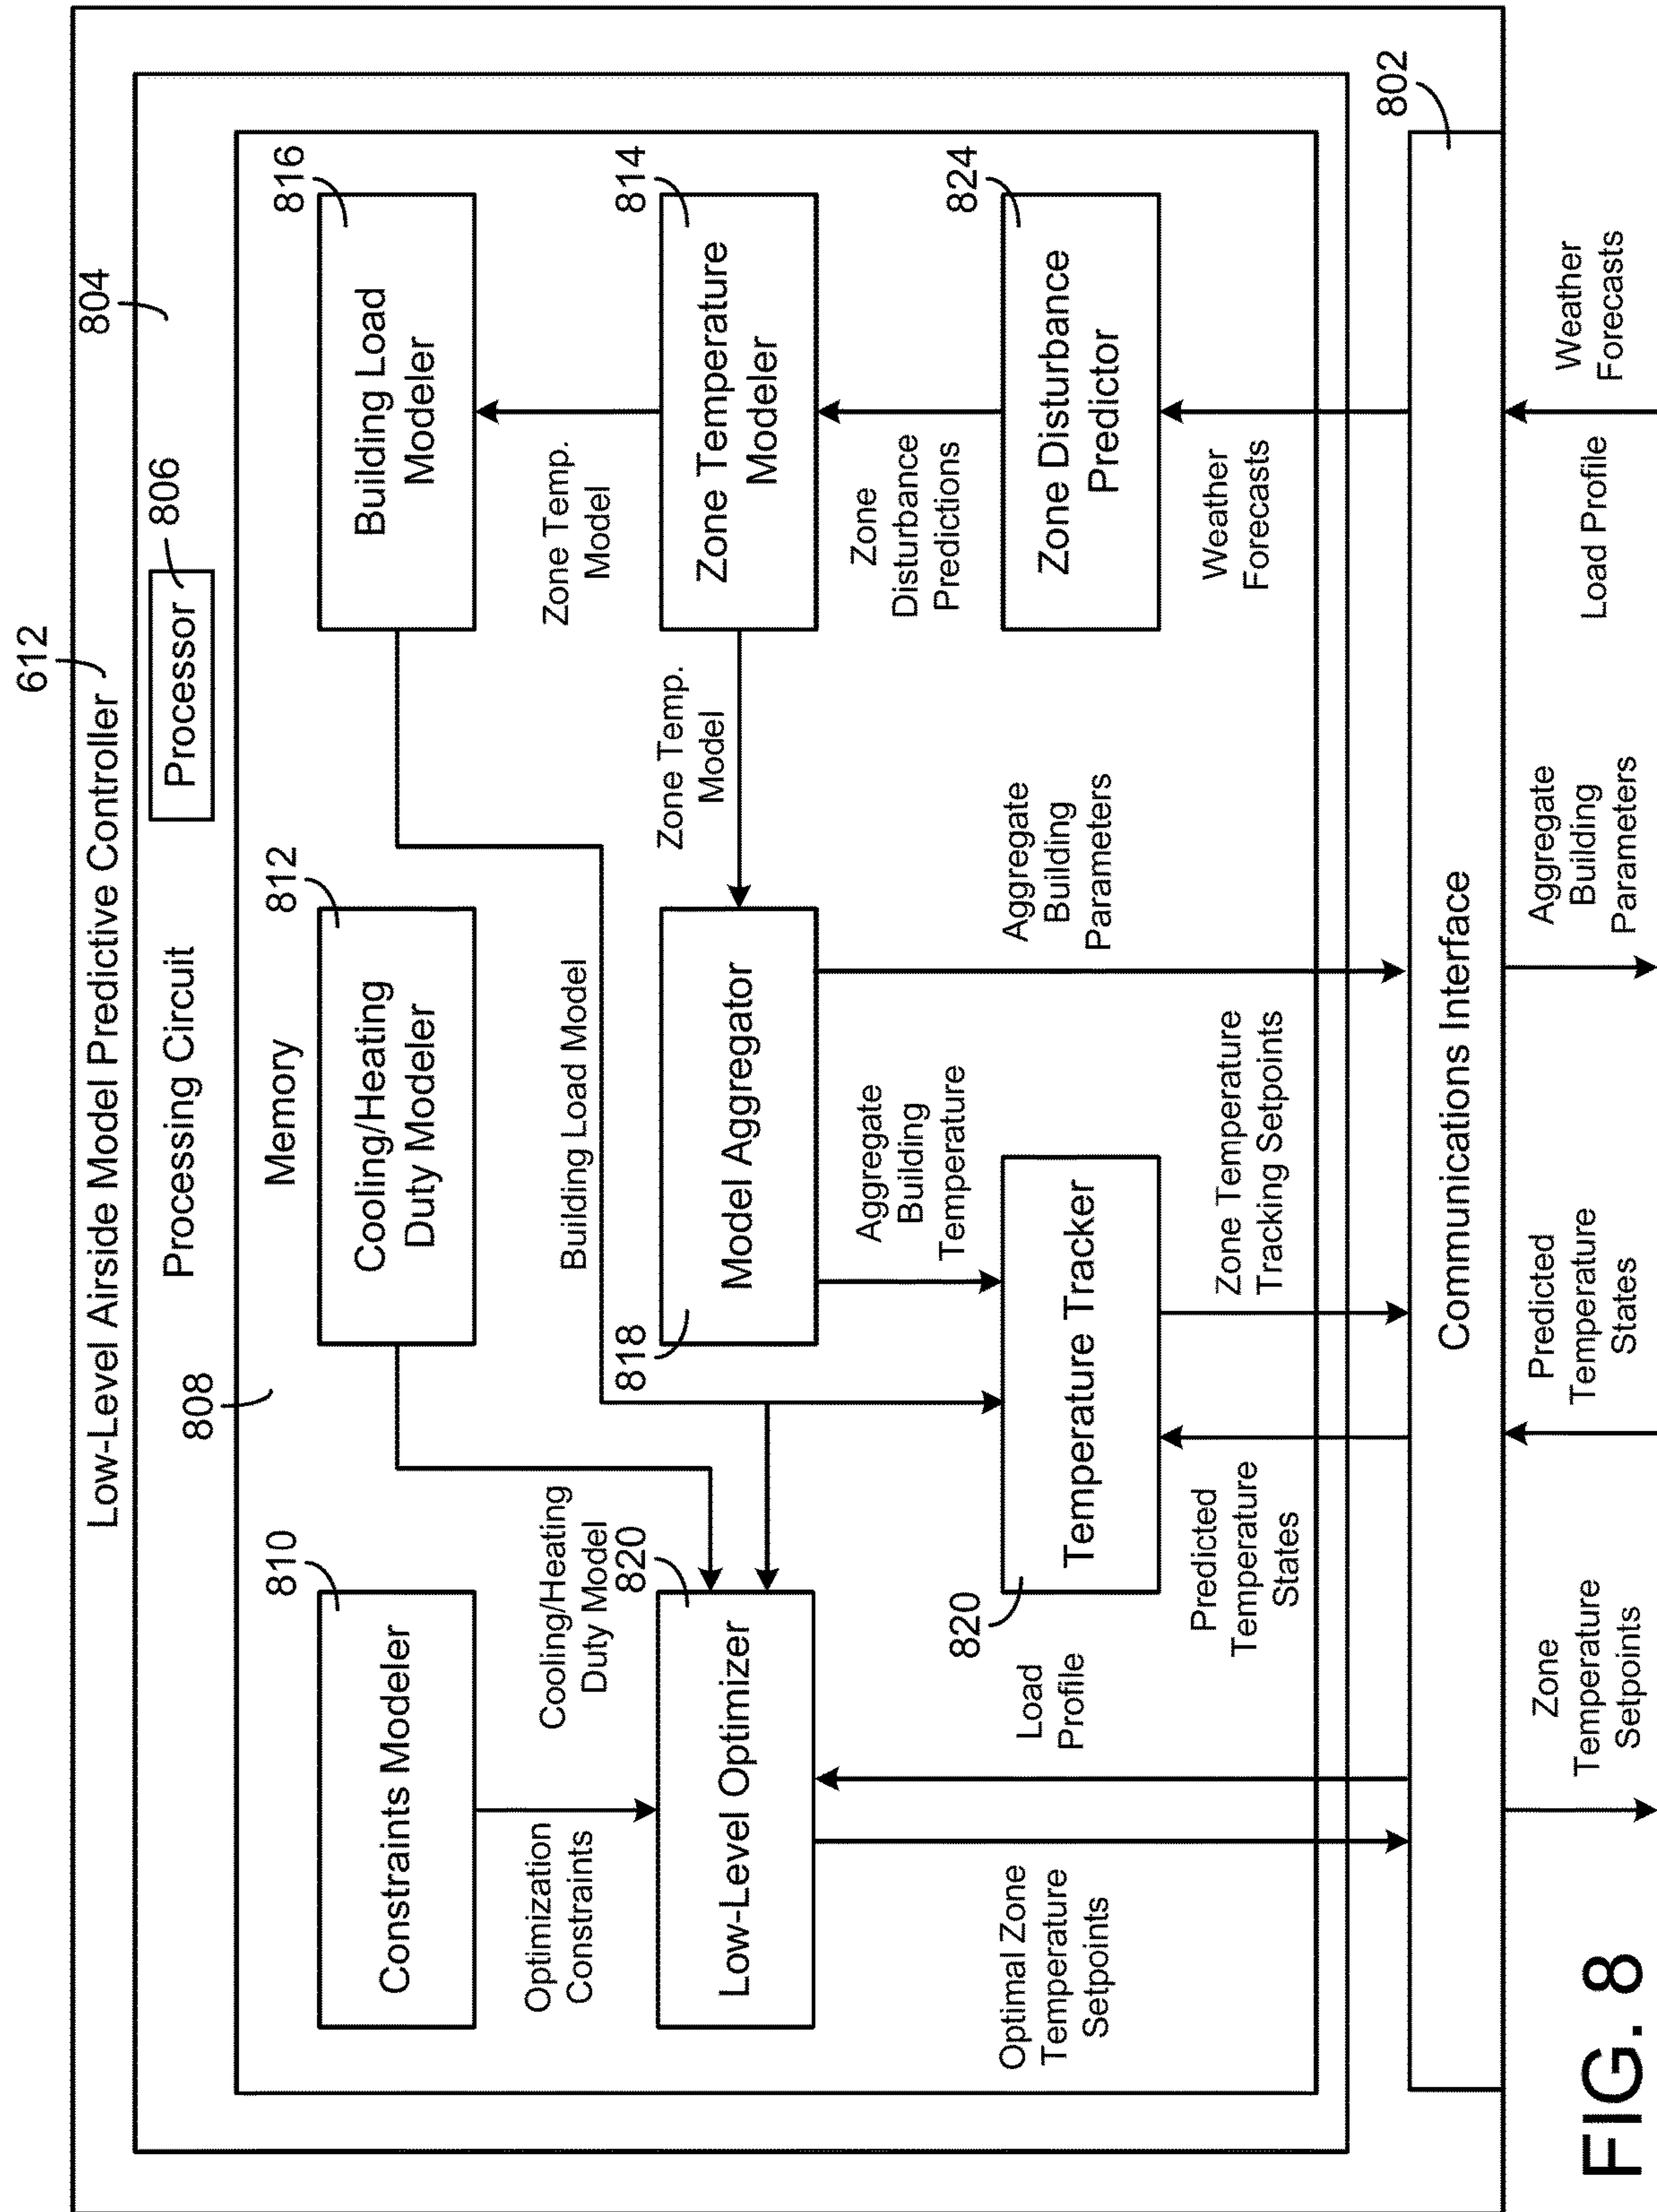 612
Low-Level Airside Model Predictive Controller
804
Processing Circuit
Processor
806
808
Memory
810
Constraints Modeler
812
Cooling/Heating
Duty Modeler
816
Building Load
Modeler
Optimization
Constraints
Cooling/Heating
Duty Model
Building Load Model
Zone Temp.
Model
820
Low-Level Optimizer
818
Model Aggregator
Zone Temp.
Model
814
Zone Temperature
Modeler
Aggregate
Building
Temperature
Aggregate
Building
Parameters
Zone
Disturbance
Predictions
Optimal Zone
Temperature
Setpoints
Load
Profile
820
Temperature Tracker
824
Zone Disturbance
Predictor
Predicted
Temperature
States
Zone Temperature
Tracking Setpoints
Weather
Forecasts
Communications Interface
802
Zone
Temperature
Setpoints
Predicted
Temperature
States
Aggregate
Building
Parameters
Load Profile
Weather
Forecasts
FIG. 8